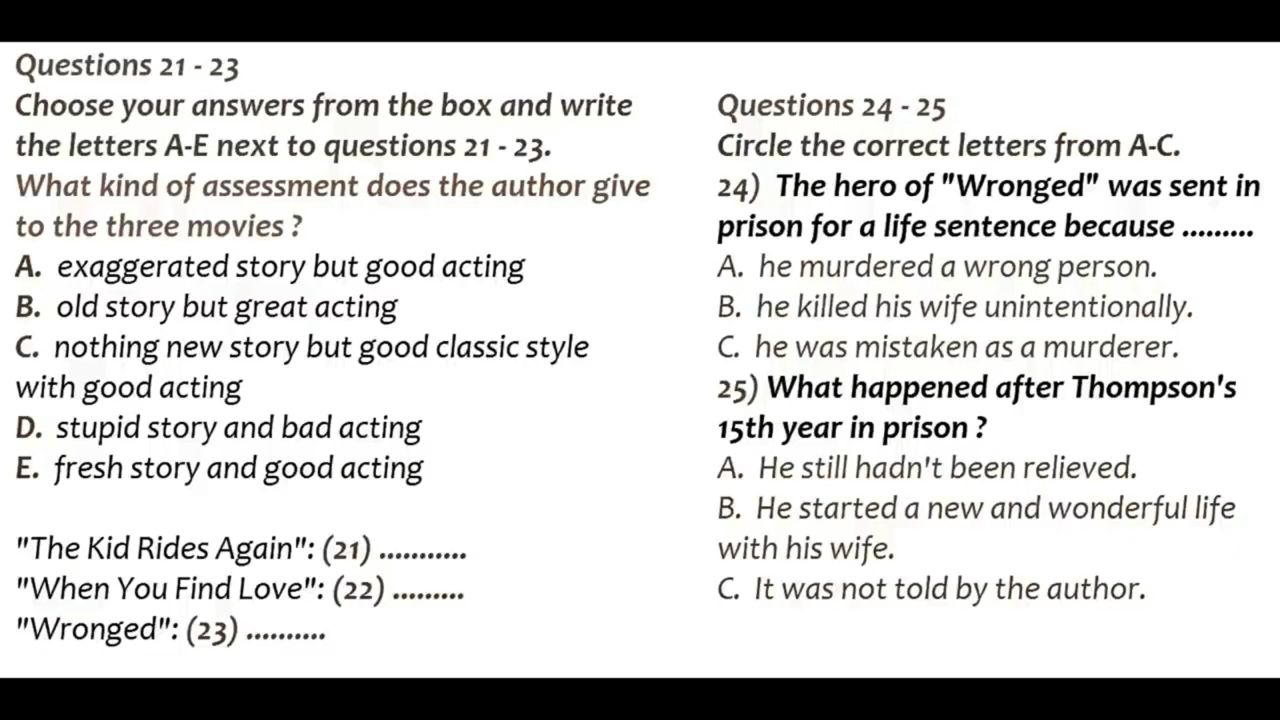 Questions 21 - 23
Choose your answers from the box and write
the letters A-E next to questions 21 - 23.
What kind of assessment does the author give
to the three movies ?
A. exaggerated story but good acting
B. old story but great acting
C. nothing new story but good classic style
with good acting
D. stupid story and bad acting
E. fresh story and good acting
"The Kid Rides Again": (21) ...........
"When You Find Love": (22) .........
"Wronged": (23) ..........
Questions 24 - 25
Circle the correct letters from A-C.
24) The hero of "Wronged" was sent in
prison for a life sentence because .........
A. he murdered a wrong person.
B. he killed his wife unintentionally.
C. he was mistaken as a murderer.
25) What happened after Thompson's
15th year in prison ?
A. He still hadn't been relieved.
B. He started a new and wonderful life
with his wife.
C. It was not told by the author.